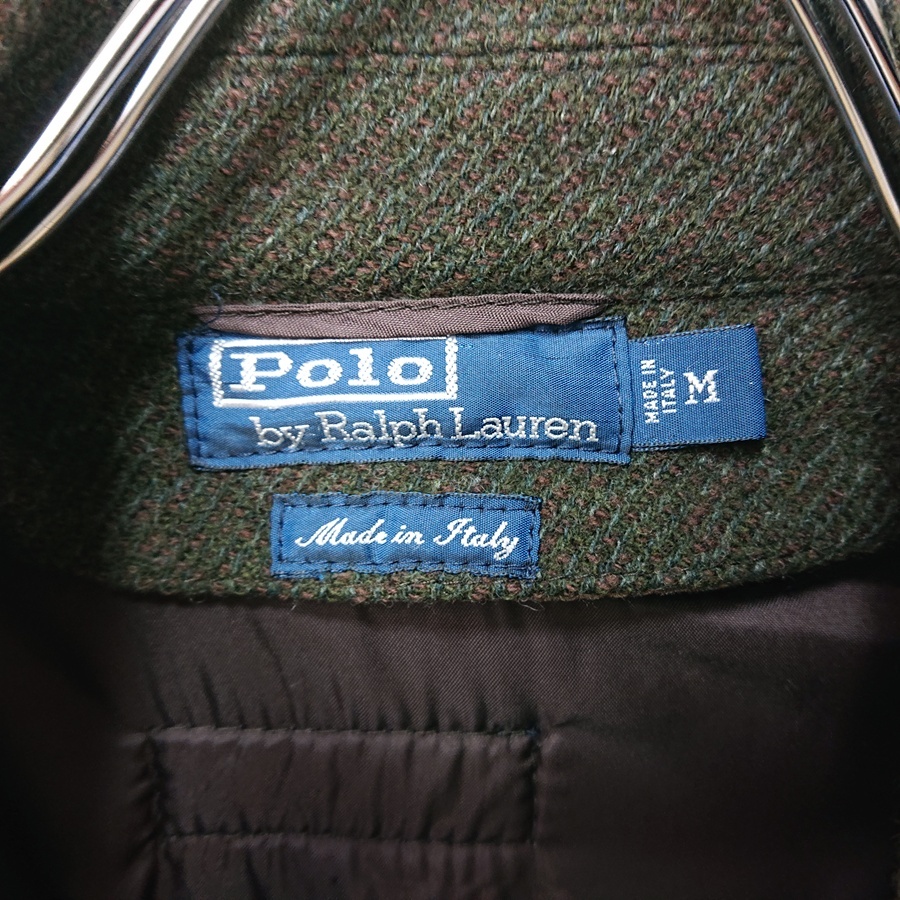 Polo
by Ralph Lauren
MADE IN
ITALY
M
Made in Italy